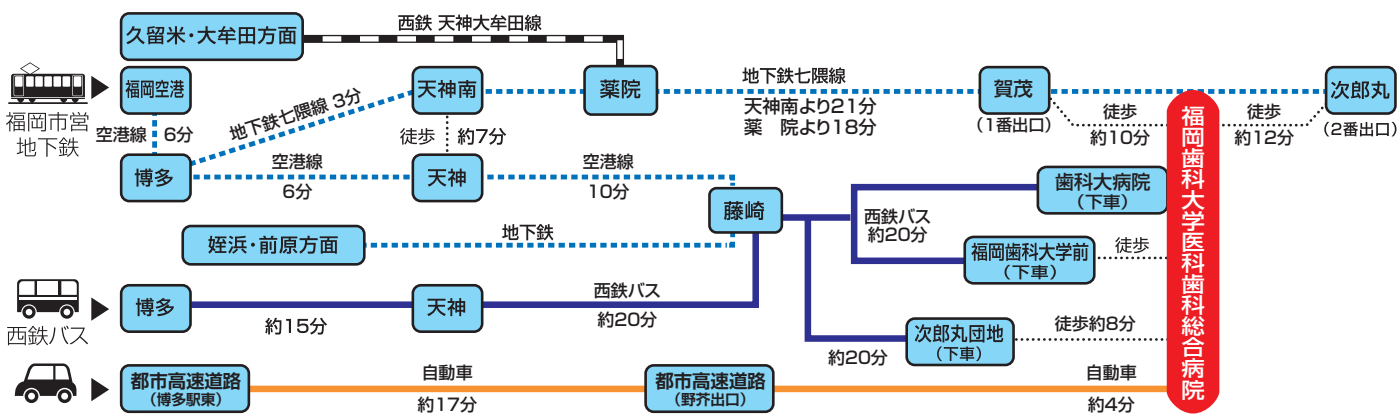 久留米・大牟田方面
西鉄 天神大牟田線
福岡市営
地下鉄
福岡空港
空港線 6分
地下鉄七隈線 3分
天神南
薬院
地下鉄七隈線
天神南より21分
薬 院より18分
賀茂
(1番出口)
徒歩
約10分
徒歩
約12分
次郎丸
(2番出口)
徒歩 約7分
博多
空港線
6分
天神
空港線
10分
藤崎
姪浜・前原方面
地下鉄
西鉄バス
約20分
歯科大病院
(下車)
福岡歯科大学前
(下車)
徒歩
西鉄バス
博多
約15分
天神
西鉄バス
約20分
約20分
次郎丸団地
(下車)
徒歩約8分
都市高速道路
(博多駅東)
自動車
約17分
都市高速道路
(野芥出口)
自動車
約4分
福岡歯科大学医科歯科総合病院